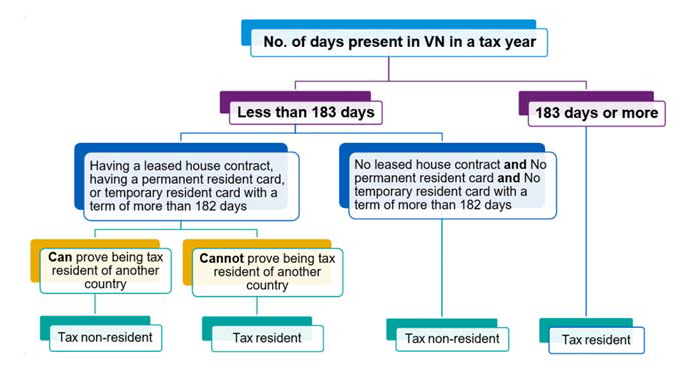 No. of days present in VN in a tax year
Less than 183 days
183 days or more
Having a leased house contract,
having a permanent resident card,
or temporary resident card with a
term of more than 182 days
No leased house contract and No
permanent resident card and No
temporary resident card with a
term of more than 182 days
Can prove being tax
resident of another
country
Cannot prove being tax
resident of another
country
Tax non-resident
Tax resident
Tax non-resident
Tax resident